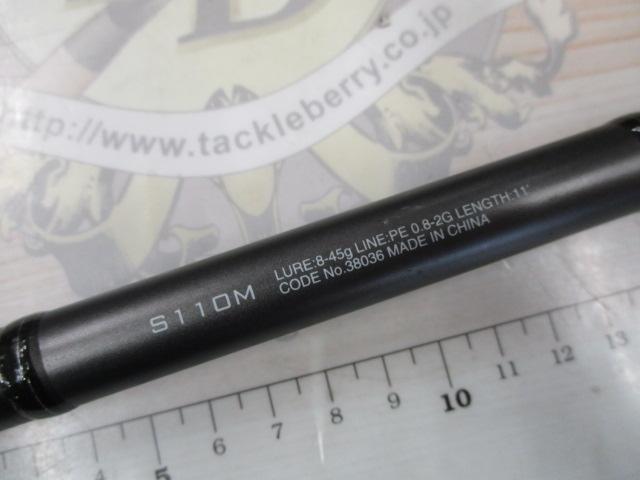 http://www.tackleberry.co.jp
S110M
LURE:8-45g LINE:PE 0.8-2G LENGTH:11'
CODE No.38036 MADE IN CHINA
5 6 7 8 9 10 11 12 13